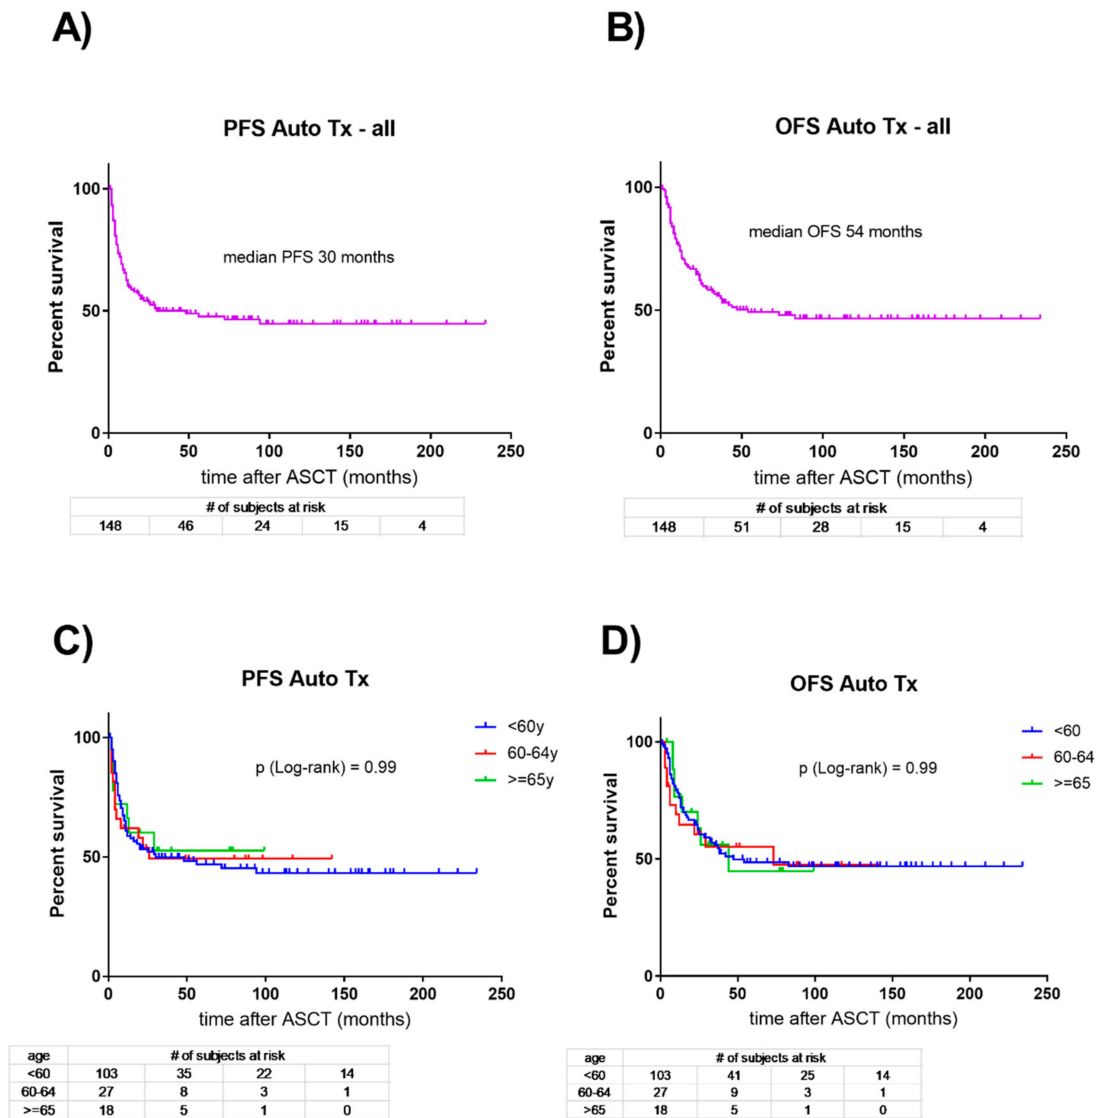 A)
PFS Auto Tx - all
Percent survival
100
50
0
median PFS 30 months
0 50 100 150 200 250
time after ASCT (months)
# of subjects at risk
148 46 24 15 4
B)
OFS Auto Tx - all
Percent survival
100
50
0
median OFS 54 months
0 50 100 150 200 250
time after ASCT (months)
# of subjects at risk
148 51 28 15 4
C)
PFS Auto Tx
Percent survival
100
50
0
<60y
60-64y
>=65y
p (Log-rank) = 0.99
0 50 100 150 200 250
time after ASCT (months)
age # of subjects at risk
<60 103 35 22 14
60-64 27 8 3 1
>=65 18 5 1 0
D)
OFS Auto Tx
Percent survival
100
50
0
<60
60-64
>=65
p (Log-rank) = 0.99
0 50 100 150 200 250
time after ASCT (months)
age # of subjects at risk
<60 103 41 25 14
60-64 27 9 3 1
>65 18 5 1 0